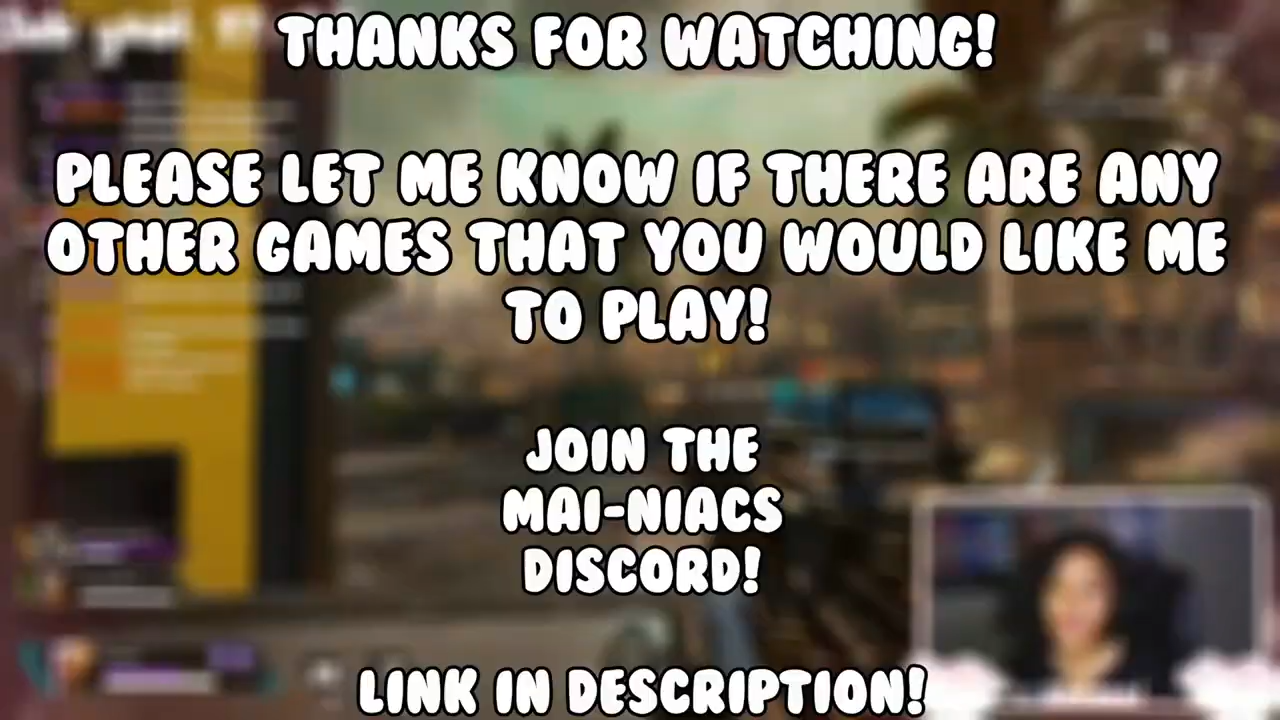 THANKS FOR WATCHING!
PLEASE LET ME KNOW IF THERE ARE ANY
OTHER GAMES THAT YOU WOULD LIKE ME
TO PLAY!
JOIN THE
MAI-NIACS
DISCORD!
LINK IN DESCRIPTION!